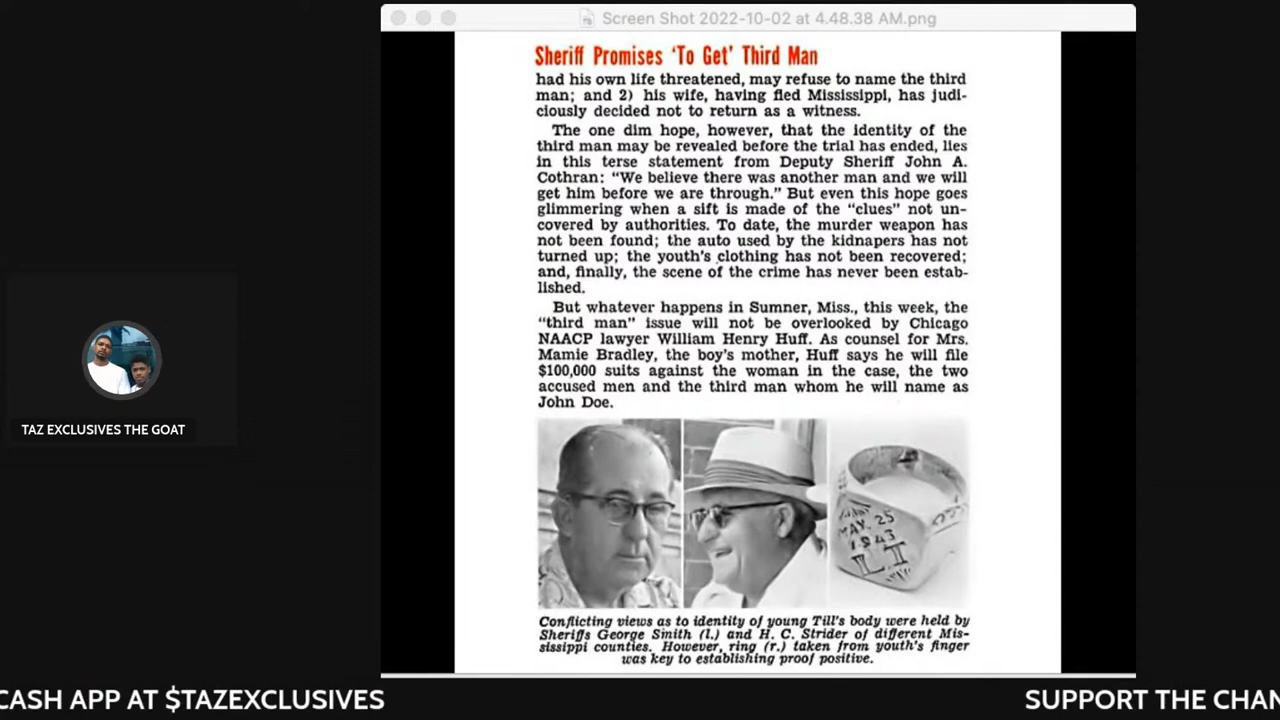 Screen Shot 2022-10-02 at 4.48.38 AM.png
Sheriff Promises ‘To Get’ Third Man
had his own life threatened, may refuse to name the third
man; and 2) his wife, having fled Mississippi, has judi-
ciously decided not to return as a witness.
The one dim hope, however, that the identity of the
third man may be revealed before the trial has ended, lies
in this terse statement from Deputy Sheriff John A.
Cothran: “We believe there was another man and we will
get him before we are through.” But even this hope goes
glimmering when a sift is made of the “clues” not un-
covered by authorities. To date, the murder weapon has
not been found; the auto used by the kidnapers has not
turned up; the youth’s clothing has not been recovered;
and, finally, the scene of the crime has never been estab-
lished.
But whatever happens in Sumner, Miss., this week, the
“third man” issue will not be overlooked by Chicago
NAACP lawyer William Henry Huff. As counsel for Mrs.
Mamie Bradley, the boy’s mother, Huff says he will file
$100,000 suits against the woman in the case, the two
accused men and the third man whom he will name as
John Doe.
MAY. 25
1943
LT
Conflicting views as to identity of young Till’s body were held by
Sheriffs George Smith (l.) and H. C. Strider of different Mis-
sissippi counties. However, ring (r.) taken from youth’s finger
was key to establishing proof positive.
TAZ EXCLUSIVES THE GOAT
CASH APP AT $TAZEXCLUSIVES
SUPPORT THE CHAN